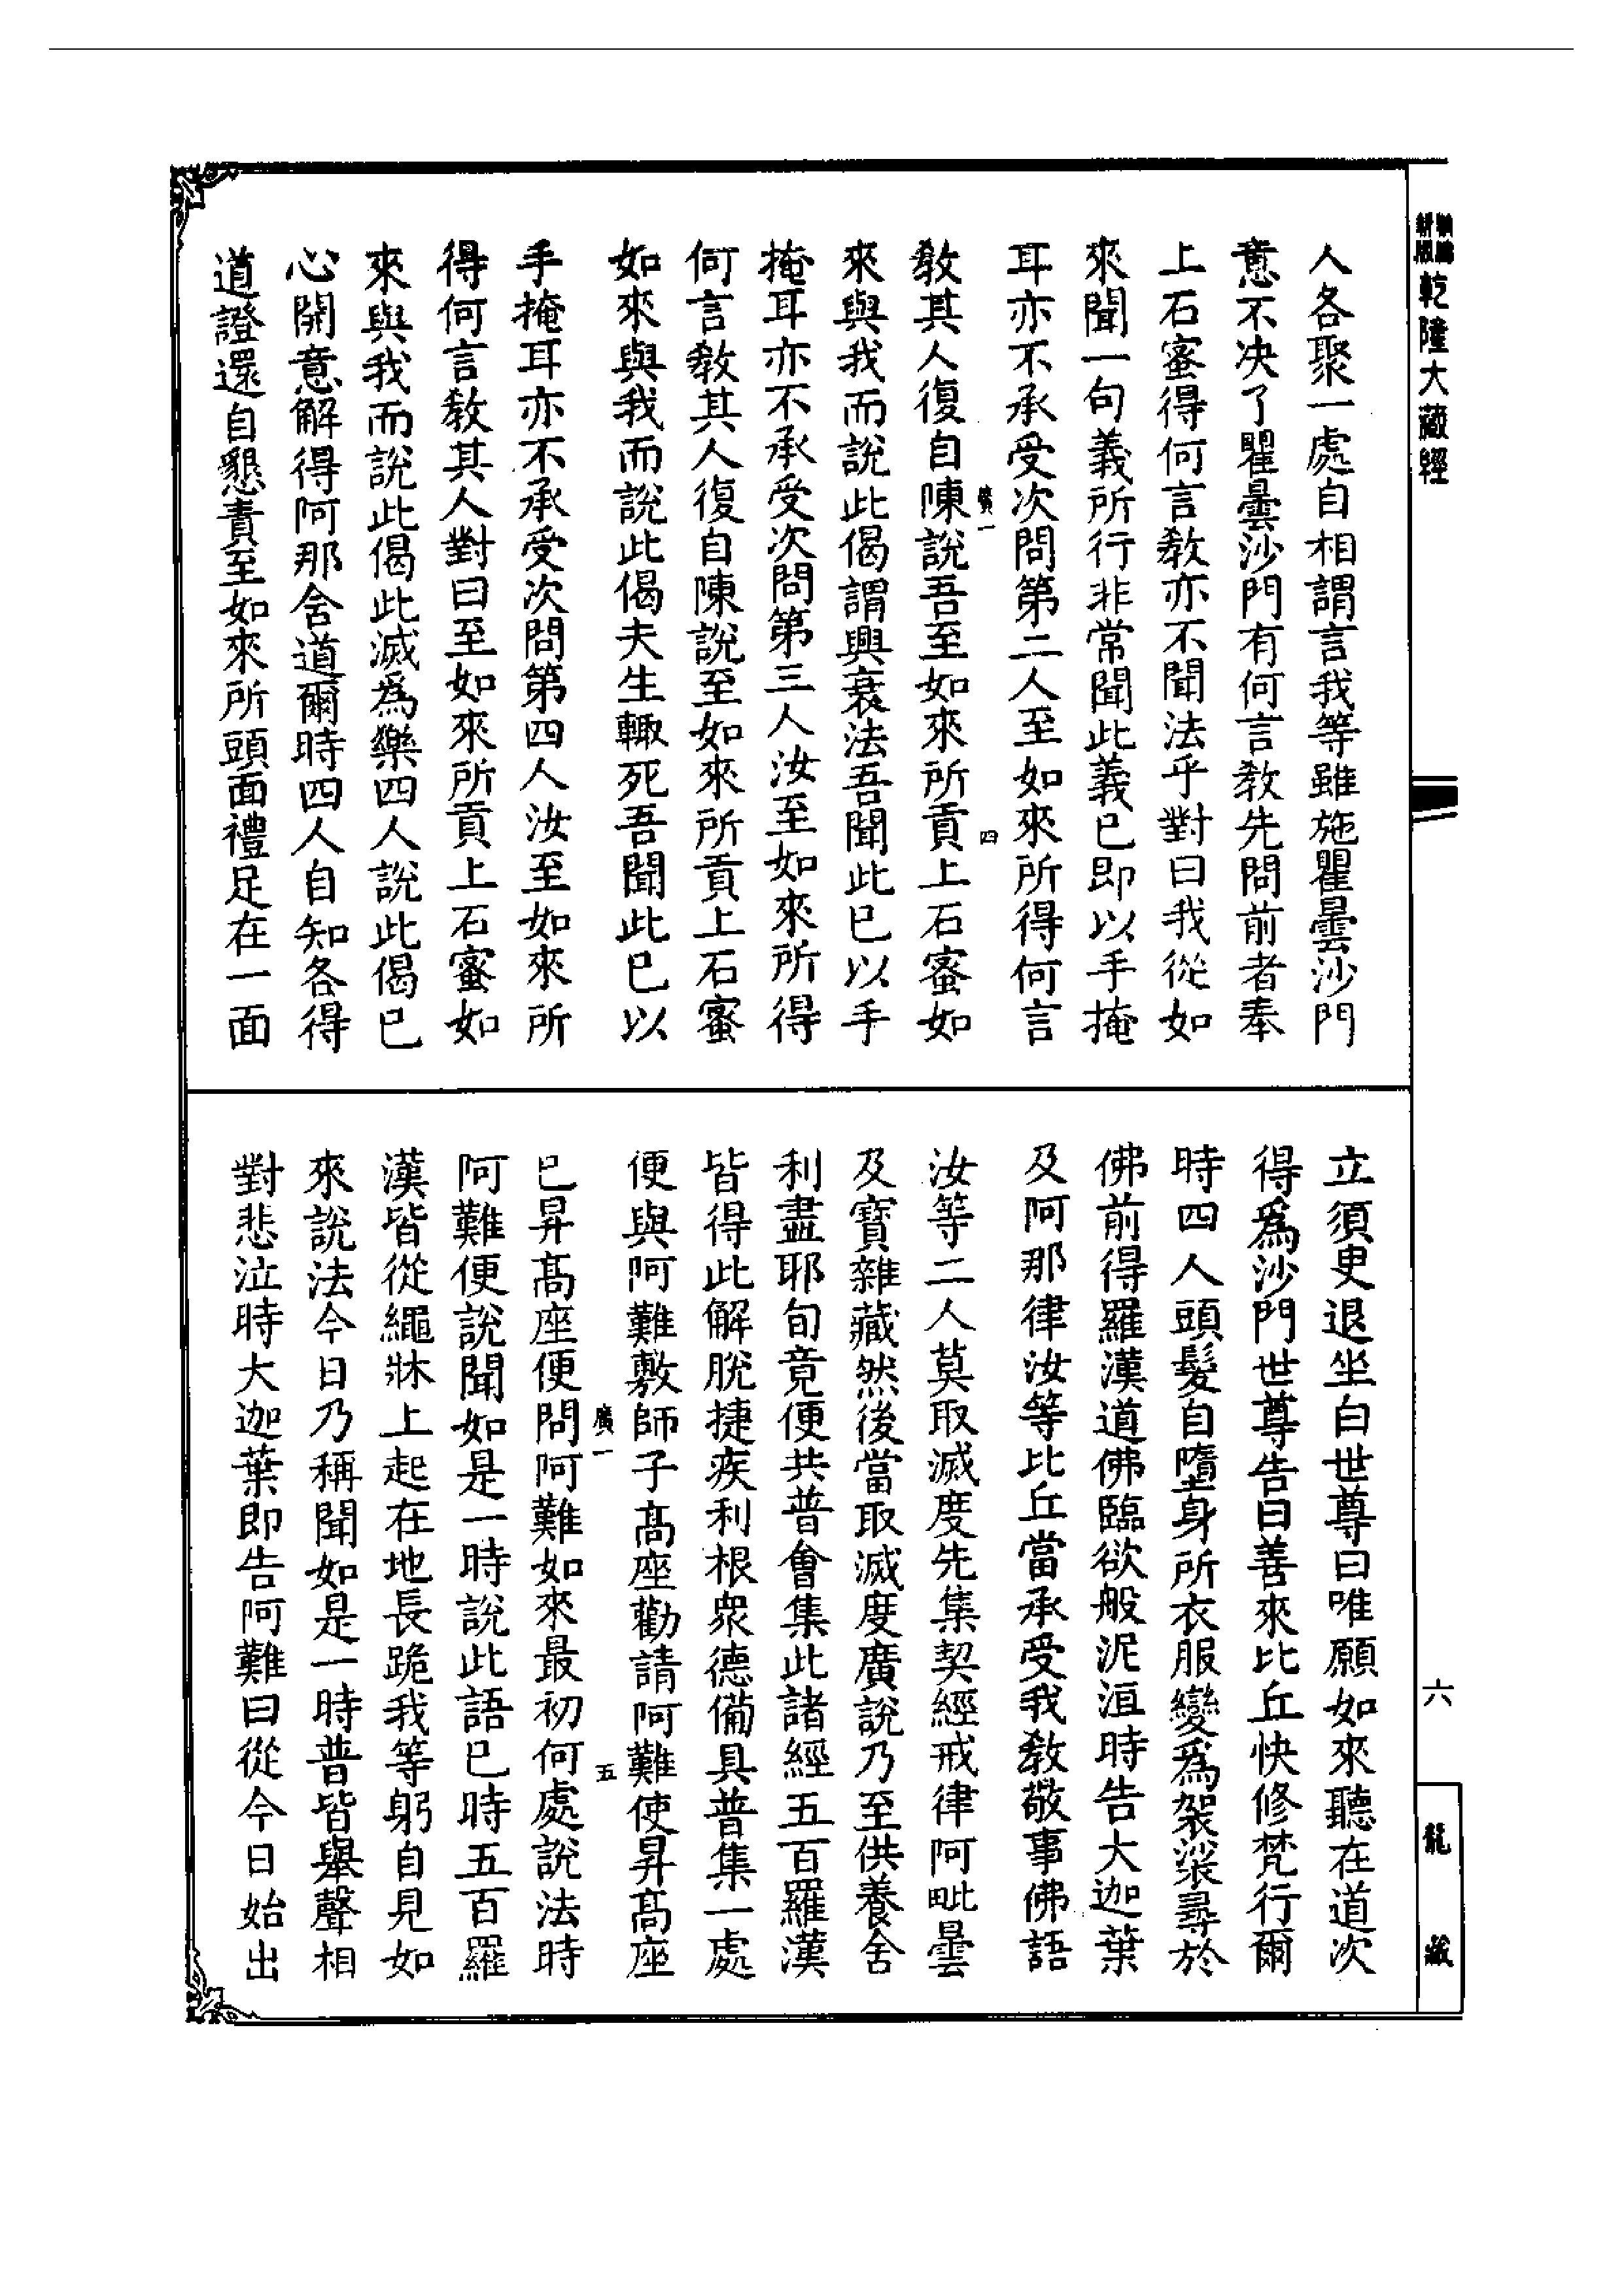 新編
新版
乾隆大藏經
六
龍藏
人各聚一處自相謂言我等雖施瞿曇沙門
意不決了瞿曇沙門有何言教先問前者奉
上石蜜得何言教亦不聞法乎對曰我從如
來聞一句義所行非常聞此義已即以手掩
耳亦不承受次問第二人至如來所得何言
廣一
四
教其人復自陳說吾至如來所貢上石蜜如
來與我而說此偈謂興衰法吾聞此已以手
掩耳亦不承受次問第三人汝至如來所得
何言教其人復自陳說至如來所貢上石蜜
如來與我而說此偈夫生輒死吾聞此已以
手掩耳亦不承受次問第四人汝至如來所
得何言教其人對曰至如來所貢上石蜜如
來與我而說此偈此滅為樂四人說此偈已
心開意解得阿那含道爾時四人自知各得
道證還自懇責至如來所頭面禮足在一面
立須臾退坐白世尊曰唯願如來聽在道次
得為沙門世尊告曰善來比丘快修梵行爾
時四人頭髮自墮身所衣服變為袈裟尋於
佛前得羅漢道佛臨欲般泥洹時告大迦葉
及阿那律汝等比丘當承受我教敬事佛語
汝等二人莫取滅度先集契經戒律阿毗曇
及寶雜藏然後當取滅度廣說乃至供養舍
利盡耶旬竟便共普會集此諸經五百羅漢
皆得此解脫捷疾利根衆德備具普集一處
便與阿難敷師子高座勸請阿難使昇高座
廣一
五
已昇高座便問阿難如來最初何處說法時
阿難便說聞如是一時說此語已時五百羅
漢皆從繩牀上起在地長跪我等躬自見如
來說法今日乃稱聞如是一時普皆舉聲相
對悲泣時大迦葉即告阿難曰從今日始出